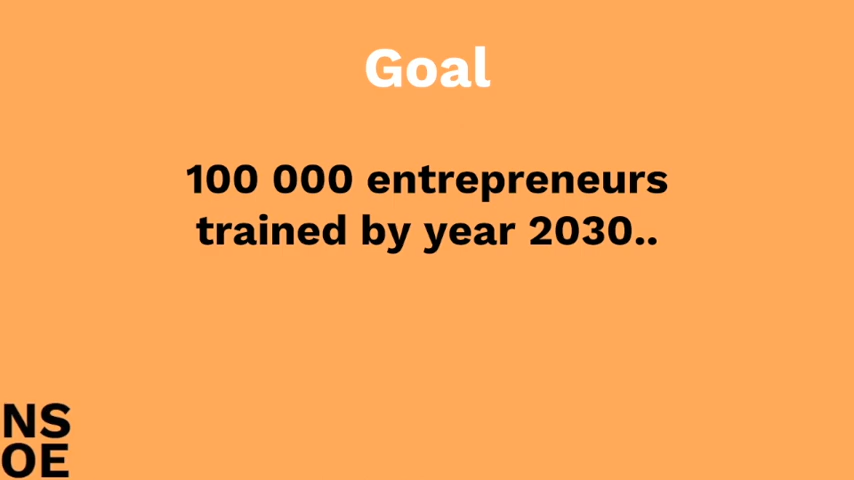 Goal
100 000 entrepreneurs
trained by year 2030..
NS
OE